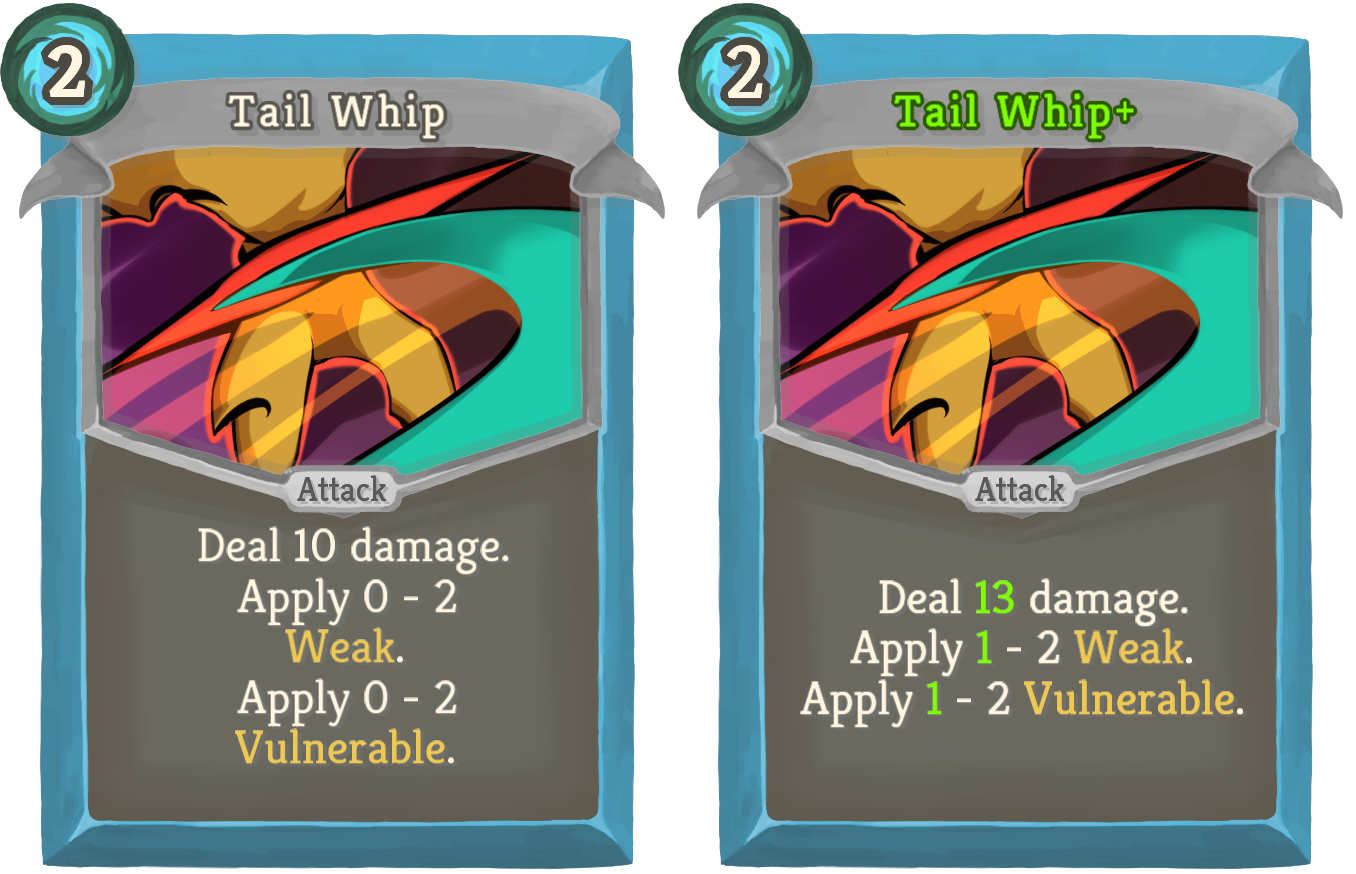 2
Tail Whip
Attack
Deal 10 damage.
Apply 0 - 2
Weak.
Apply 0 - 2
Vulnerable.
2
Tail Whip+
Attack
Deal 13 damage.
Apply 1 - 2 Weak.
Apply 1 - 2 Vulnerable.